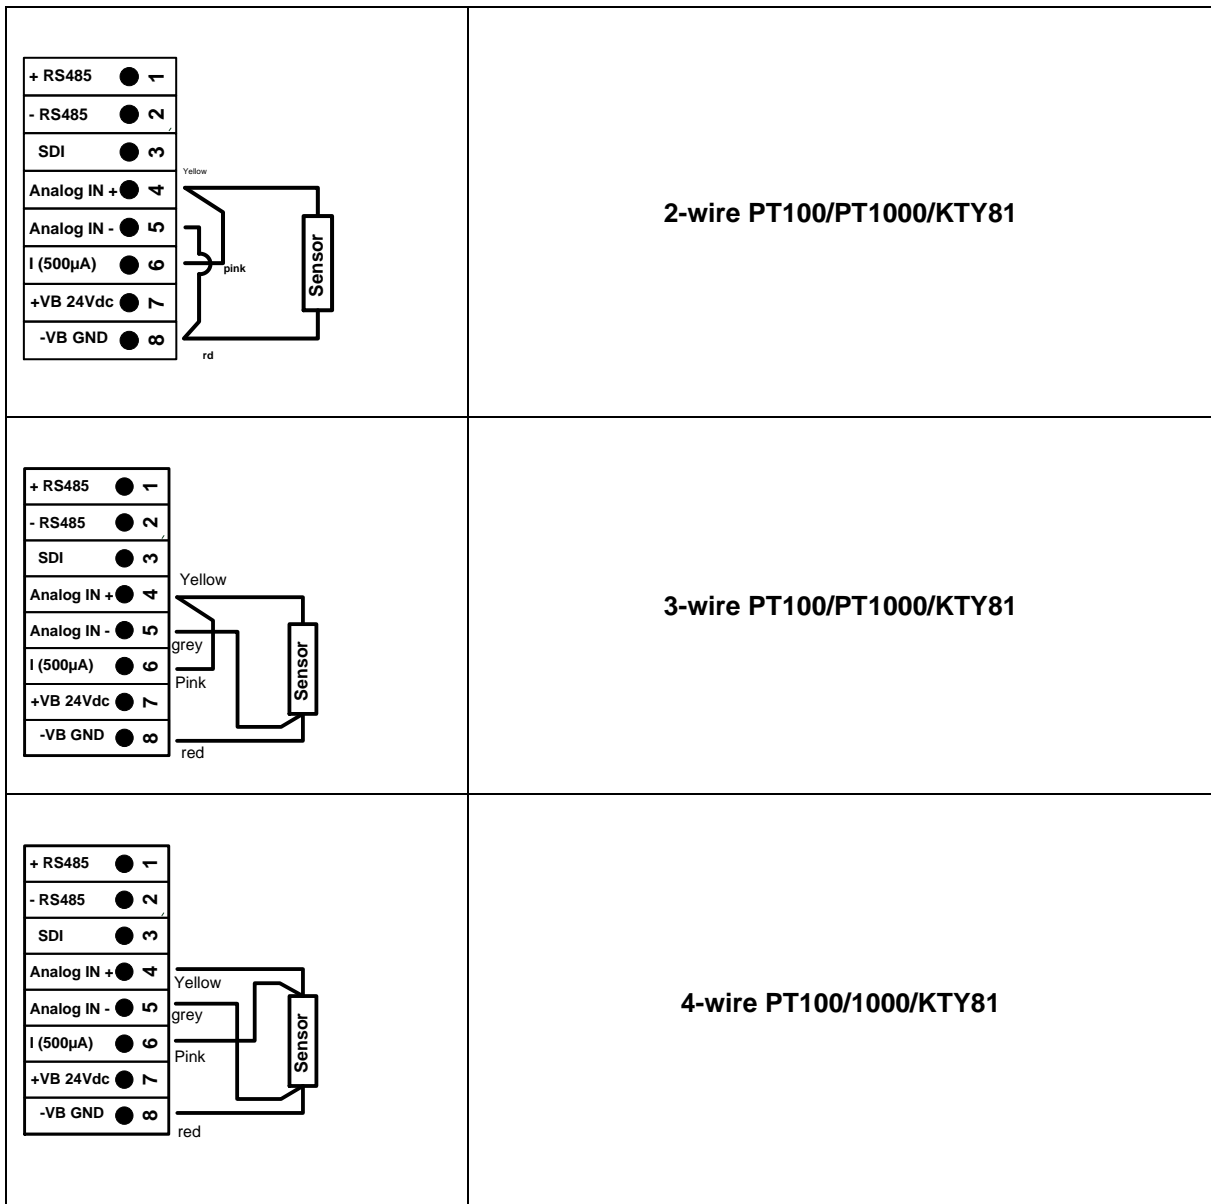 + RS485 1
- RS485 2
SDI 3
Analog IN + 4
Analog IN - 5
I (500µA) 6
+VB 24Vdc 7
-VB GND 8
Yellow
pink
rd
Sensor
2-wire PT100/PT1000/KTY81
+ RS485 1
- RS485 2
SDI 3
Analog IN + 4
Analog IN - 5
I (500µA) 6
+VB 24Vdc 7
-VB GND 8
Yellow
grey
Pink
red
Sensor
3-wire PT100/PT1000/KTY81
+ RS485 1
- RS485 2
SDI 3
Analog IN + 4
Analog IN - 5
I (500µA) 6
+VB 24Vdc 7
-VB GND 8
Yellow
grey
Pink
red
Sensor
4-wire PT100/1000/KTY81